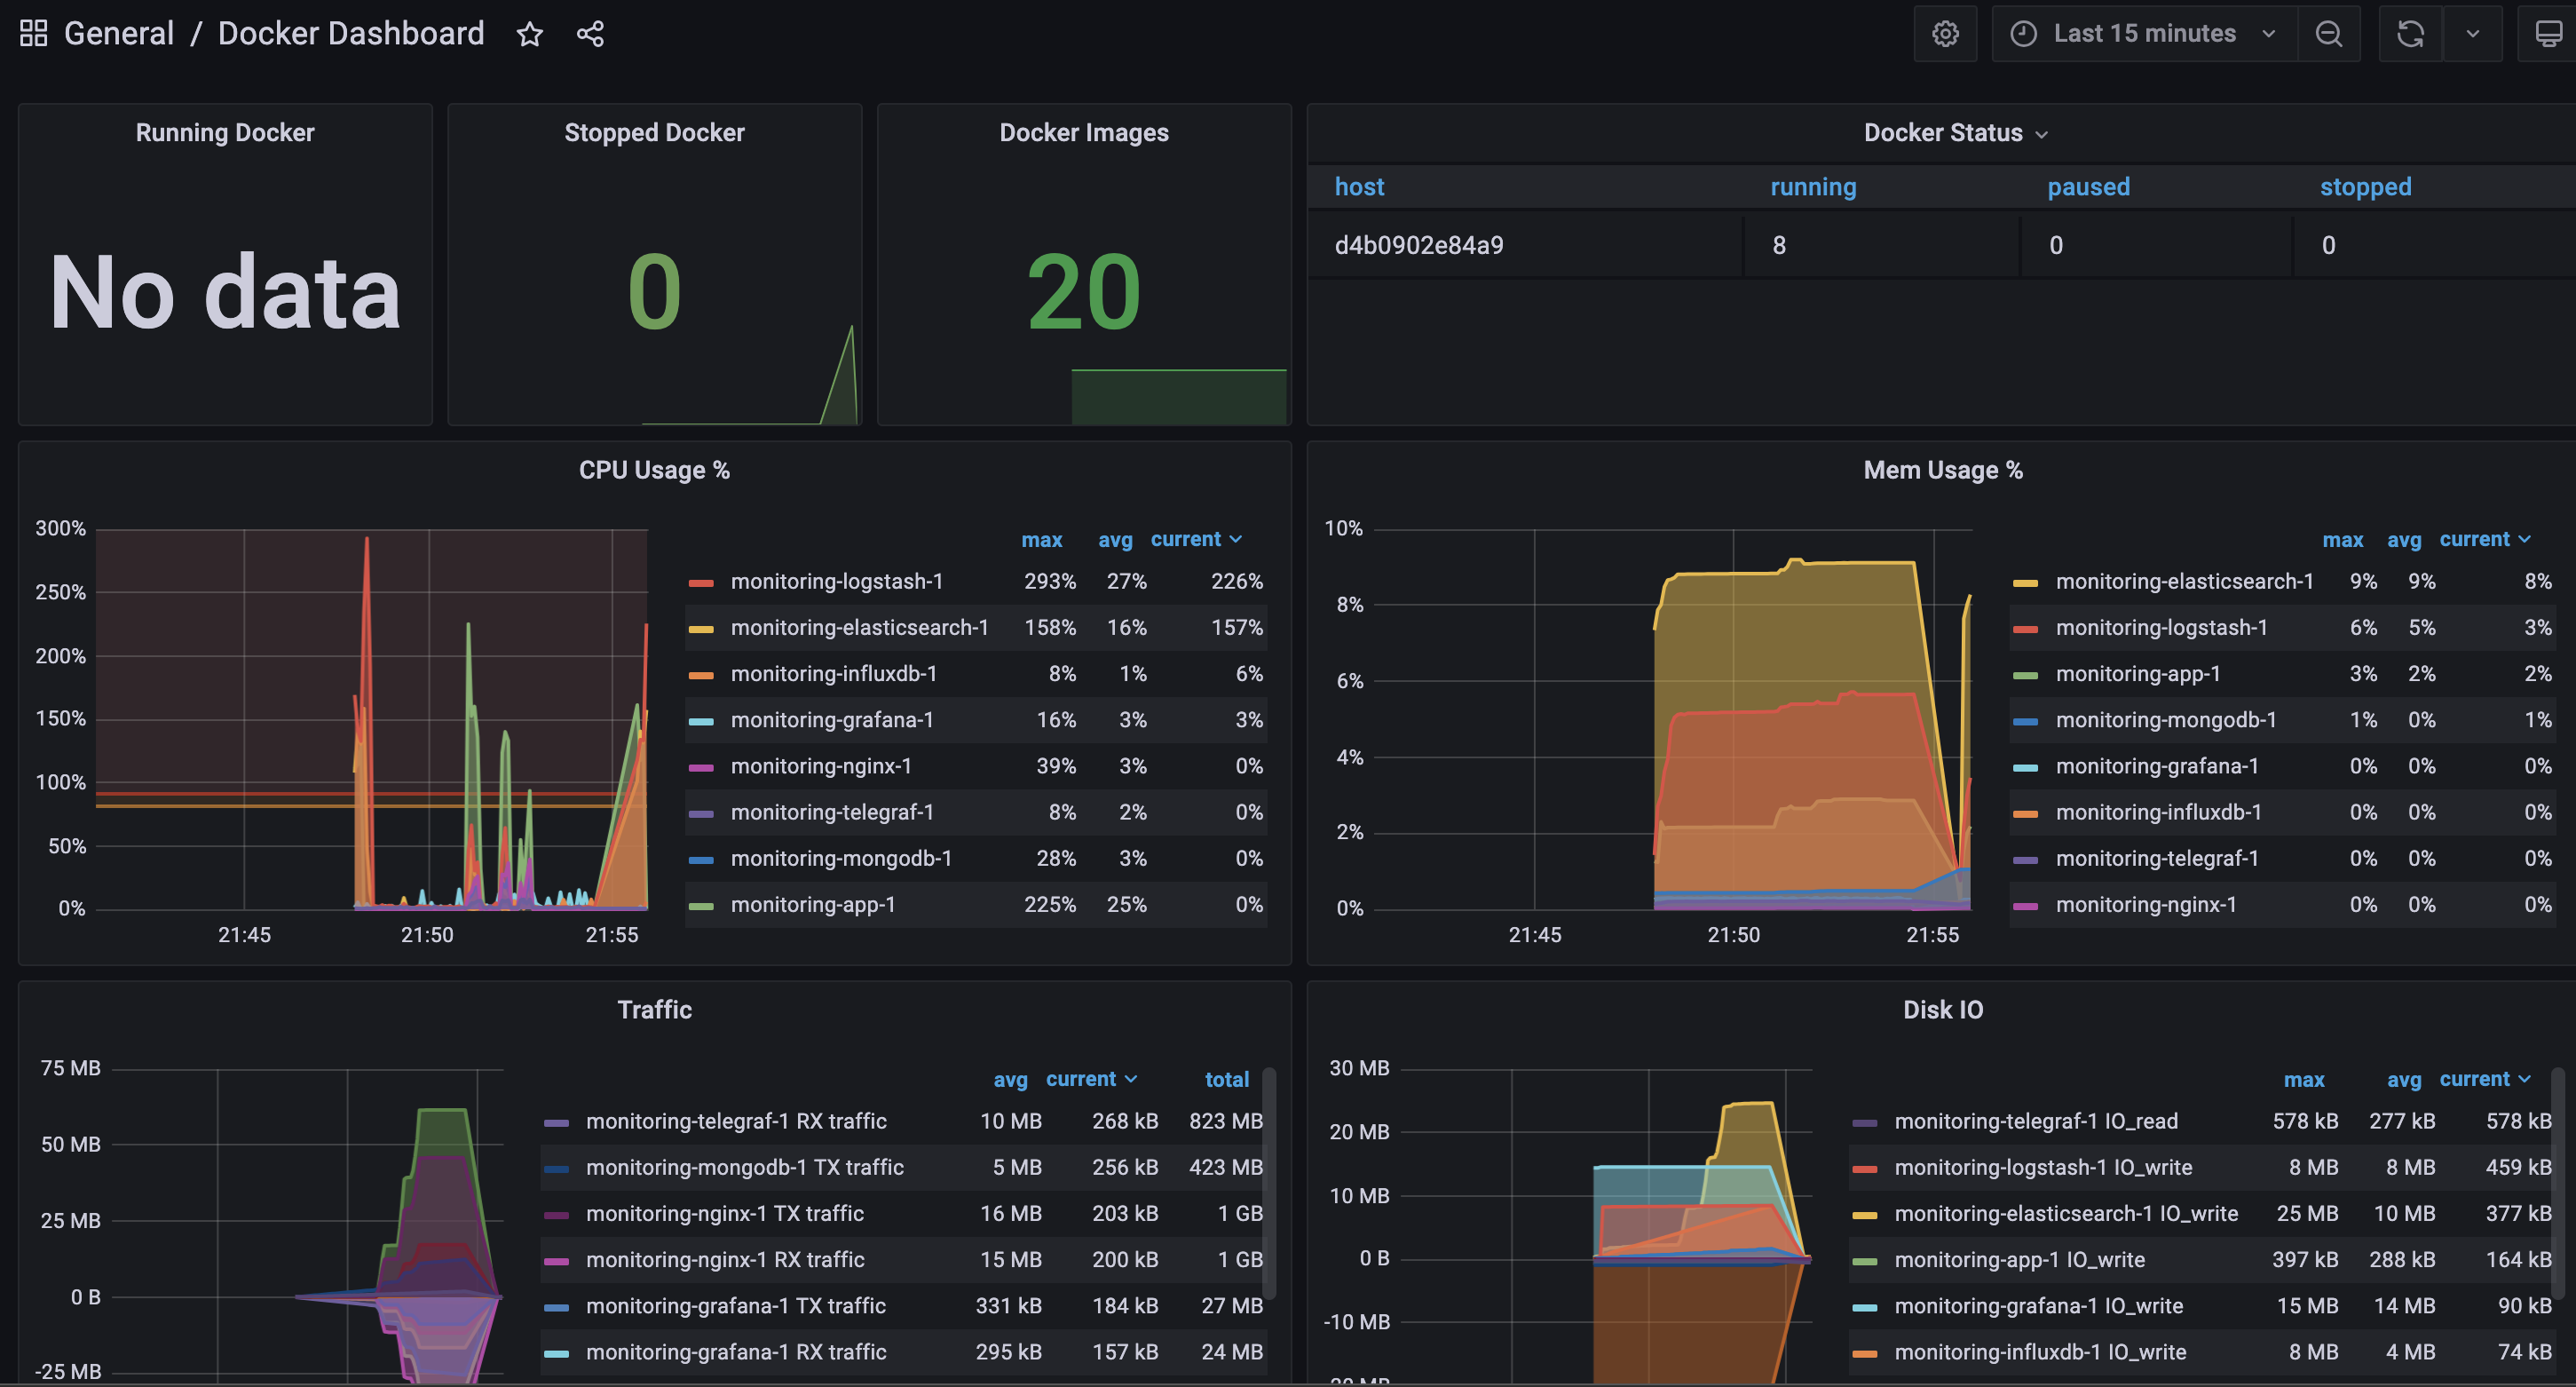 General / Docker Dashboard
Last 15 minutes
Running Docker
No data
Stopped Docker
0
Docker Images
20
Docker Status
host running paused stopped
d4b0902e84a9 8 0 0
CPU Usage %
300%
250%
200%
150%
100%
50%
0%
21:45 21:50 21:55
max avg current
monitoring-logstash-1 293% 27% 226%
monitoring-elasticsearch-1 158% 16% 157%
monitoring-influxdb-1 8% 1% 6%
monitoring-grafana-1 16% 3% 3%
monitoring-nginx-1 39% 3% 0%
monitoring-telegraf-1 8% 2% 0%
monitoring-mongodb-1 28% 3% 0%
monitoring-app-1 225% 25% 0%
Mem Usage %
10%
8%
6%
4%
2%
0%
21:45 21:50 21:55
max avg current
monitoring-elasticsearch-1 9% 9% 8%
monitoring-logstash-1 6% 5% 3%
monitoring-app-1 3% 2% 2%
monitoring-mongodb-1 1% 0% 1%
monitoring-grafana-1 0% 0% 0%
monitoring-influxdb-1 0% 0% 0%
monitoring-telegraf-1 0% 0% 0%
monitoring-nginx-1 0% 0% 0%
Traffic
75 MB
50 MB
25 MB
0 B
-25 MB
avg current total
monitoring-telegraf-1 RX traffic 10 MB 268 kB 823 MB
monitoring-mongodb-1 TX traffic 5 MB 256 kB 423 MB
monitoring-nginx-1 TX traffic 16 MB 203 kB 1 GB
monitoring-nginx-1 RX traffic 15 MB 200 kB 1 GB
monitoring-grafana-1 TX traffic 331 kB 184 kB 27 MB
monitoring-grafana-1 RX traffic 295 kB 157 kB 24 MB
Disk IO
30 MB
20 MB
10 MB
0 B
-10 MB
max avg current
monitoring-telegraf-1 IO_read 578 kB 277 kB 578 kB
monitoring-logstash-1 IO_write 8 MB 8 MB 459 kB
monitoring-elasticsearch-1 IO_write 25 MB 10 MB 377 kB
monitoring-app-1 IO_write 397 kB 288 kB 164 kB
monitoring-grafana-1 IO_write 15 MB 14 MB 90 kB
monitoring-influxdb-1 IO_write 8 MB 4 MB 74 kB